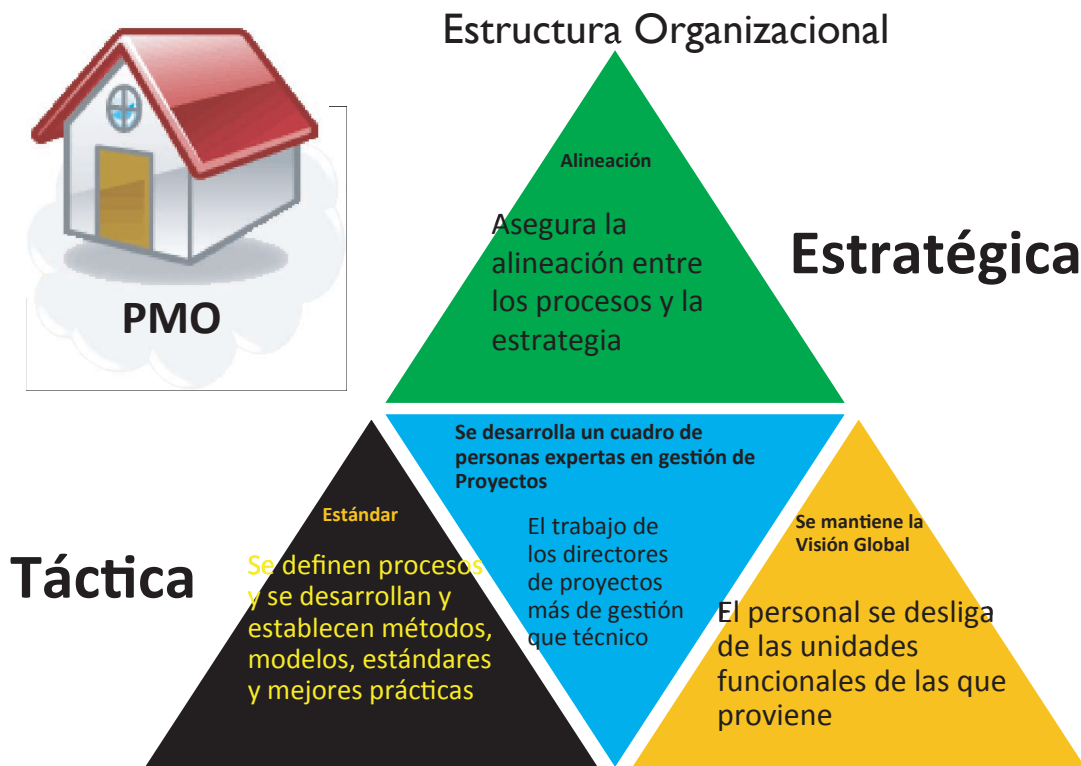 Estructura Organizacional
PMO
Alineación
Asegura la
alineación entre
los procesos y la
estrategia
Estratégica
Táctica
Estándar
Se definen procesos
y se desarrollan y
establecen métodos,
modelos, estándares
y mejores prácticas
Se desarrolla un cuadro de
personas expertas en gestión de
Proyectos
El trabajo de
los directores
de proyectos
más de gestión
que técnico
Se mantiene la
Visión Global
El personal se desliga
de las unidades
funcionales de las que
proviene